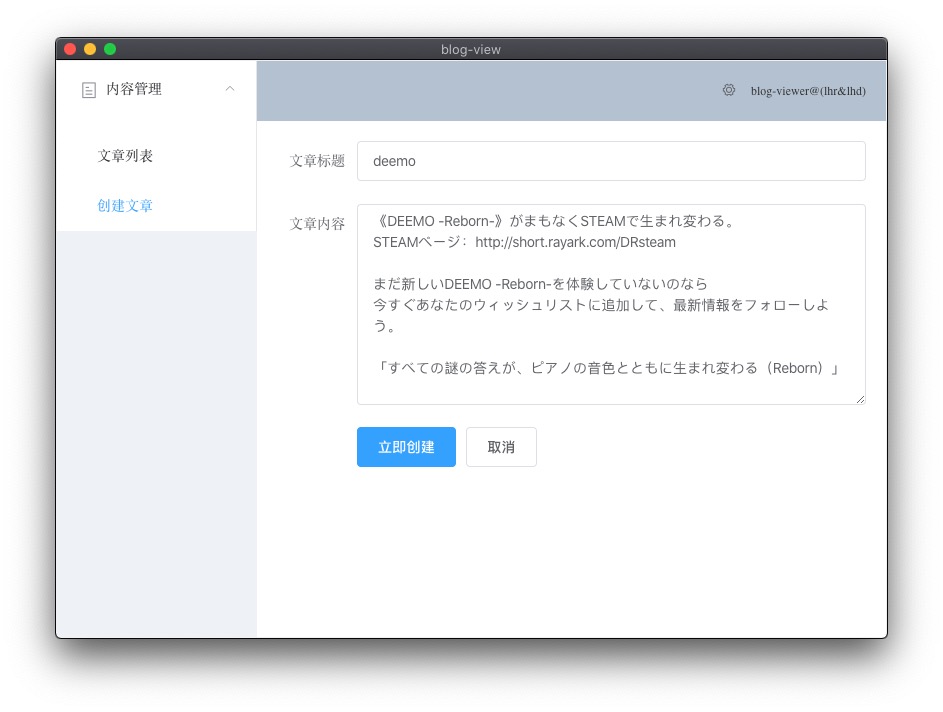 blog-view
内容管理
文章列表
创建文章
blog-viewer@(lhr&lhd)
文章标题
deemo
文章内容
《DEEMO -Reborn-》がまもなくSTEAMで生まれ変わる。
STEAMページ：http://short.rayark.com/DRsteam
まだ新しいDEEMO -Reborn-を体験していないのなら
今すぐあなたのウィッシュリストに追加して、最新情報をフォローしよ
う。
「すべての謎の答えが、ピアノの音色とともに生まれ変わる（Reborn）」
立即创建
取消